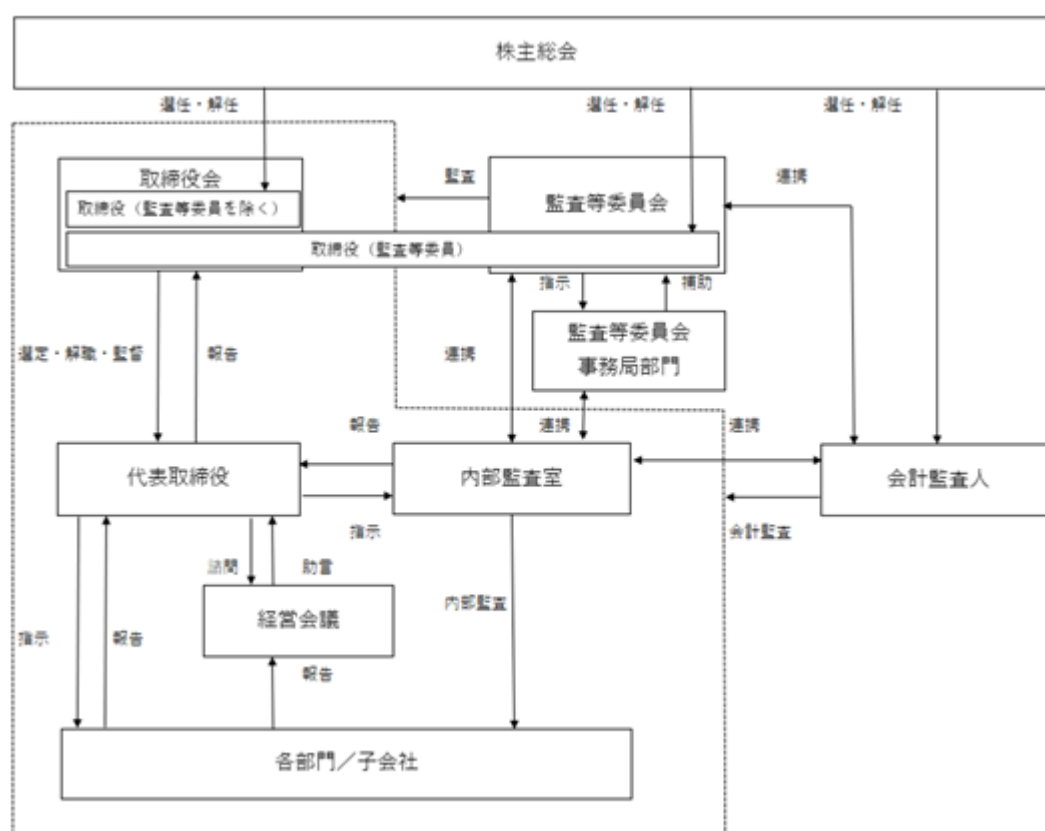 株主総会
選任・解任
選任・解任
選任・解任
取締役会
取締役（監査等委員を除く）
取締役（監査等委員）
監査
監査等委員会
連携
指示
補助
監査等委員会
事務局部門
選定・解職・監督
報告
連携
報告
連携
連携
代表取締役
内部監査室
会計監査人
指示
会計監査
諮問
助言
経営会議
内部監査
指示
報告
報告
各部門／子会社